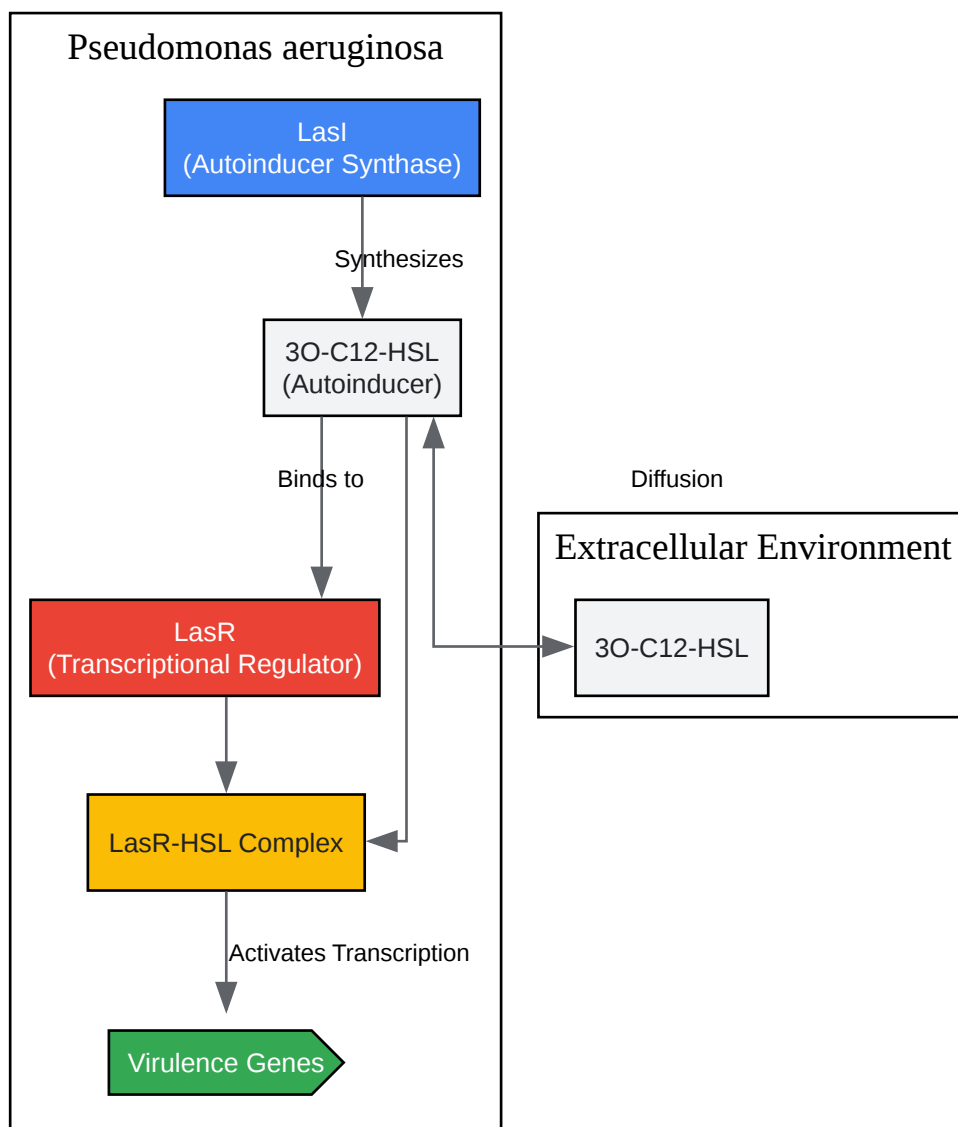 Pseudomonas aeruginosa
LasI
(Autoinducer Synthase)
Synthesizes
3O-C12-HSL
(Autoinducer)
Binds to
Diffusion
Extracellular Environment
3O-C12-HSL
LasR
(Transcriptional Regulator)
LasR-HSL Complex
Activates Transcription
Virulence Genes